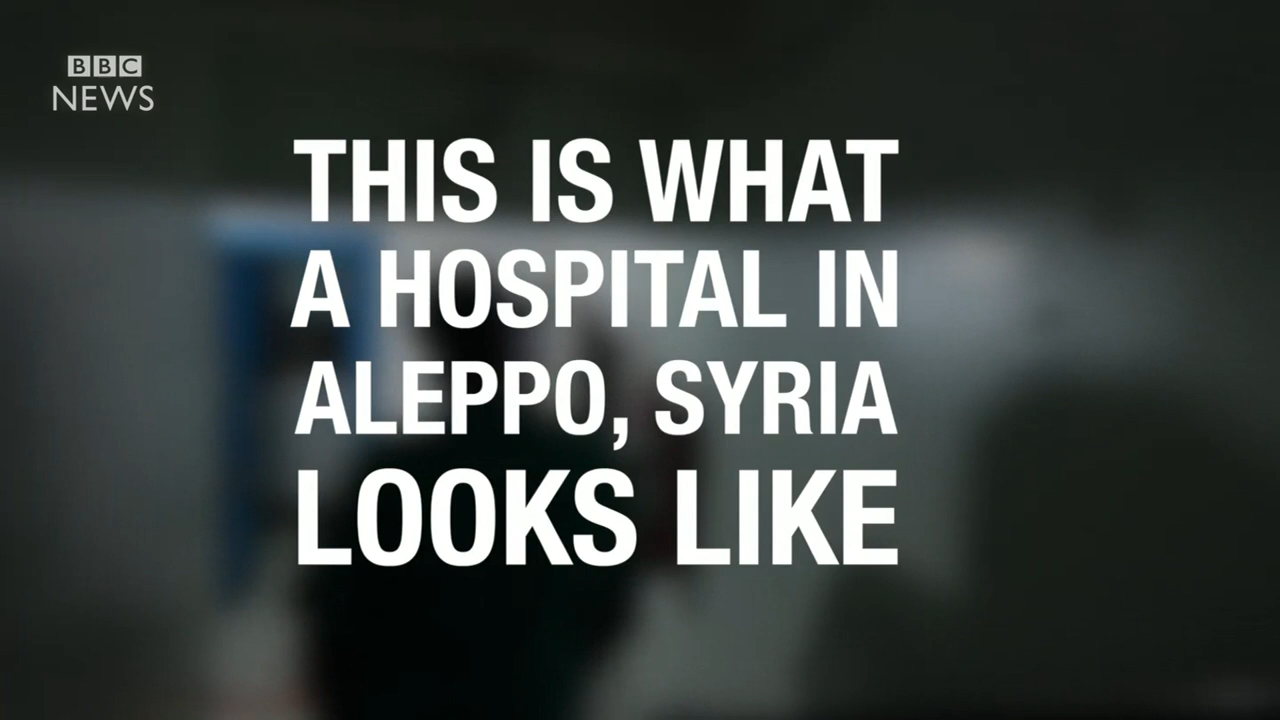 BBC
NEWS
THIS IS WHAT
A HOSPITAL IN
ALEPPO, SYRIA
LOOKS LIKE